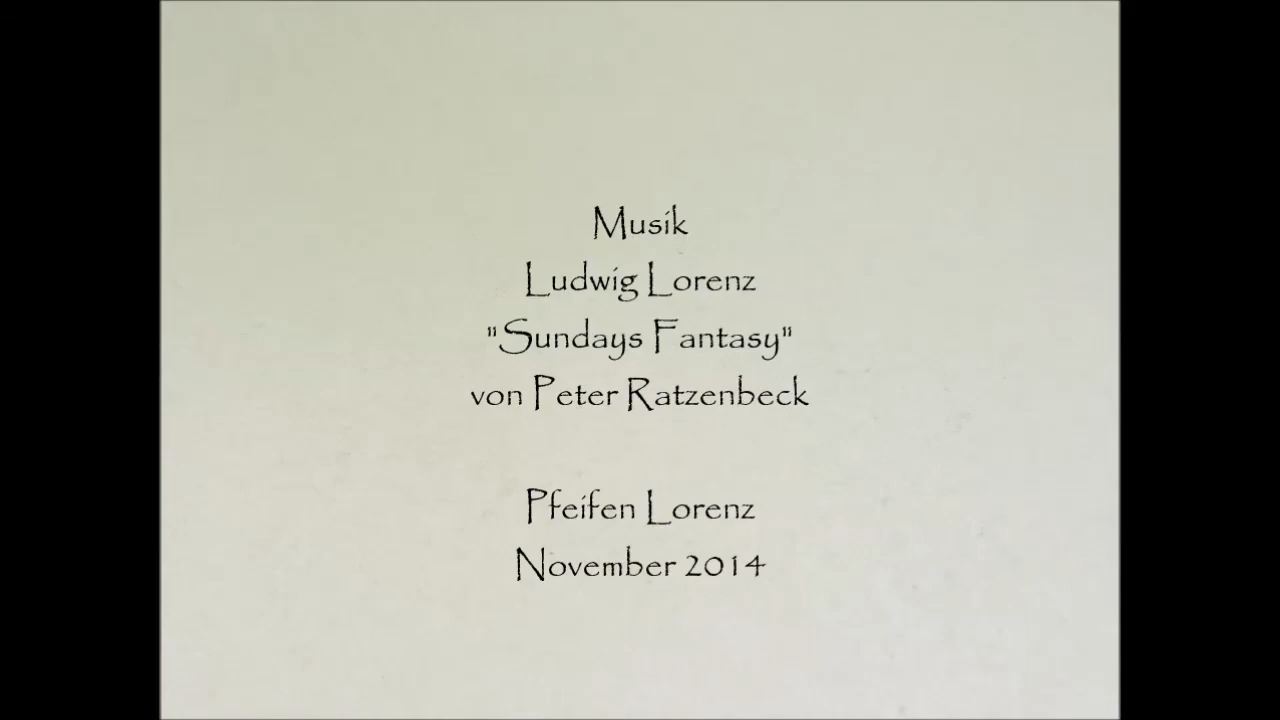 Musik
Ludwig Lorenz
"Sundays Fantasy"
von Peter Ratzenbeck
Pfeifen Lorenz
November 2014